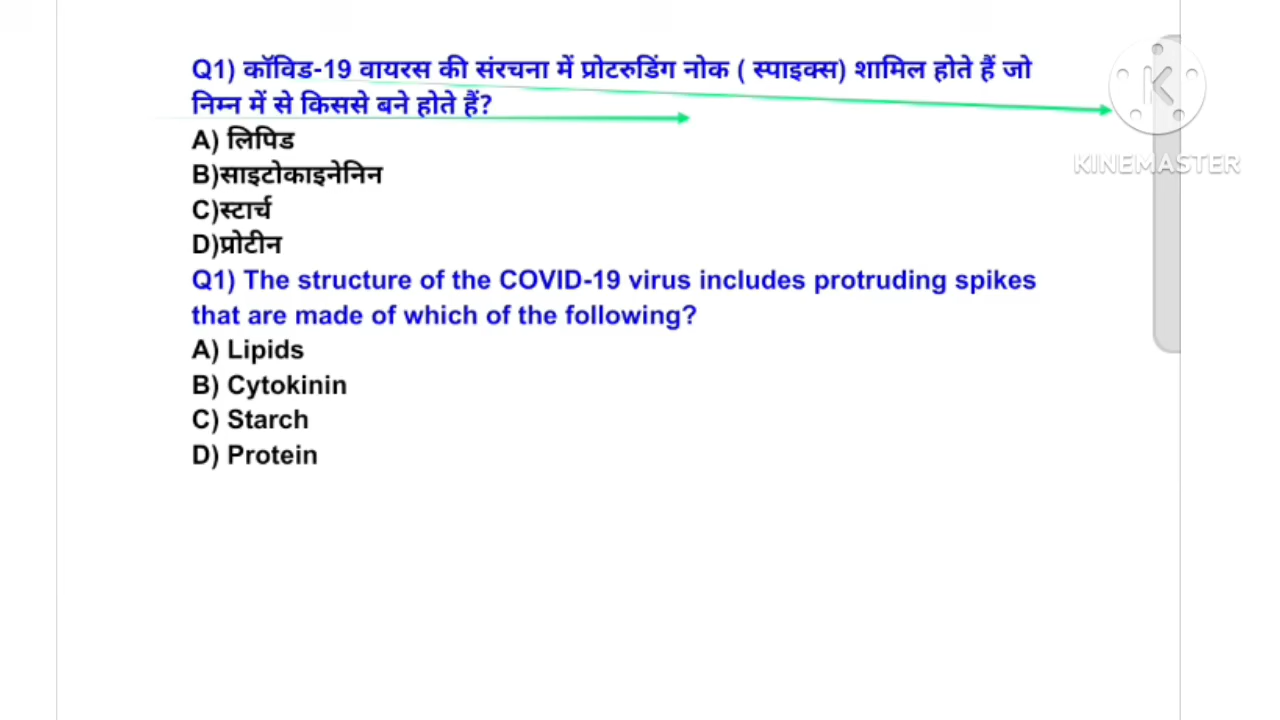 Q1) कॉविड-19 वायरस की संरचना में प्रोटरुडिंग नोक ( स्पाइक्स) शामिल होते हैं जो
निम्न में से किससे बने होते हैं?
A) लिपिड
B)साइटोकाइनेनिन
C)स्टार्च
D)प्रोटीन
Q1) The structure of the COVID-19 virus includes protruding spikes
that are made of which of the following?
A) Lipids
B) Cytokinin
C) Starch
D) Protein
K
KINEMASTER